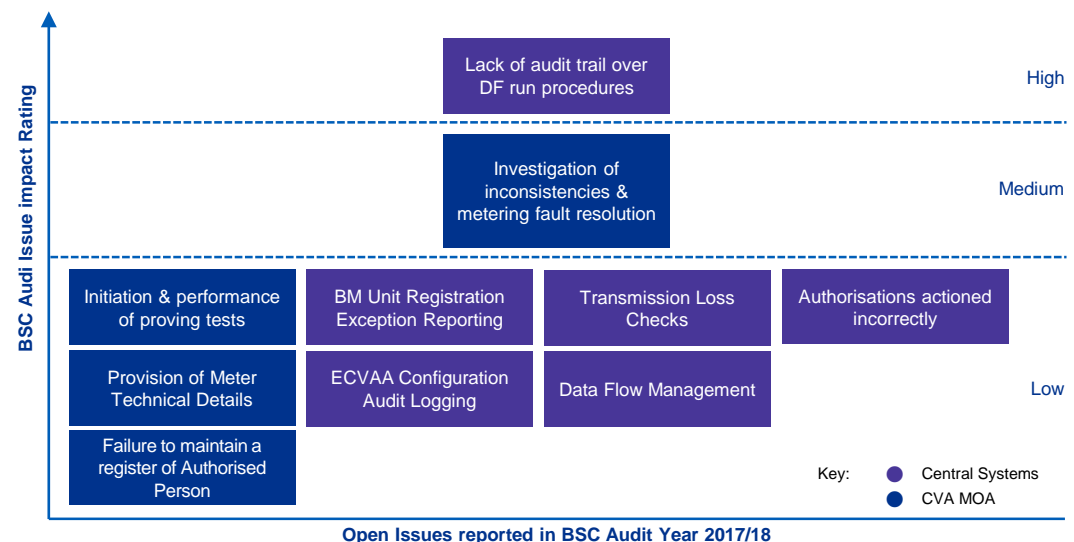 BSC Audi Issue impact Rating
Lack of audit trail over
DF run procedures
High
Investigation of
inconsistencies &
metering fault resolution
Medium
Initiation & performance
of proving tests
BM Unit Registration
Exception Reporting
Transmission Loss
Checks
Authorisations actioned
incorrectly
Provision of Meter
Technical Details
ECVAA Configuration
Audit Logging
Data Flow Management
Low
Failure to maintain a
register of Authorised
Person
Key:
Central Systems
CVA MOA
Open Issues reported in BSC Audit Year 2017/18